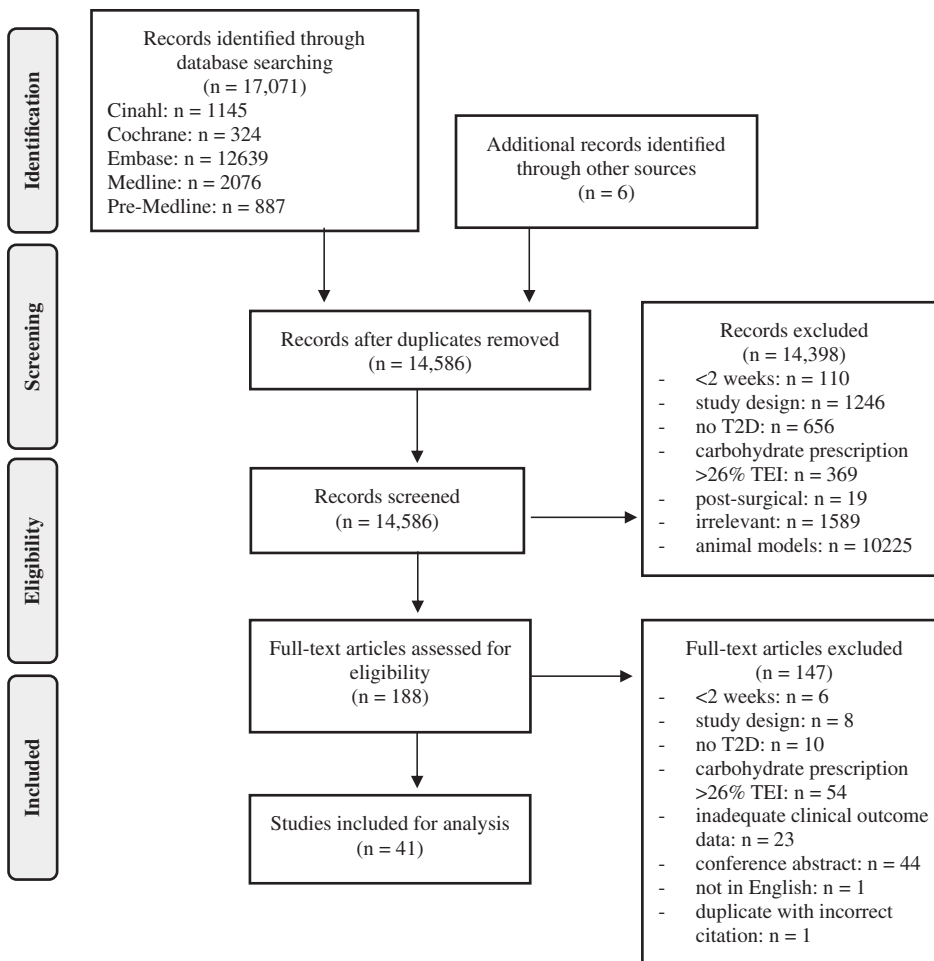 Identification
Records identified through
database searching
(n = 17,071)
Cinahl: n = 1145
Cochrane: n = 324
Embase: n = 12639
Medline: n = 2076
Pre-Medline: n = 887
Additional records identified
through other sources
(n = 6)
Screening
Records after duplicates removed
(n = 14,586)
Records excluded
(n = 14,398)
- <2 weeks: n = 110
- study design: n = 1246
- no T2D: n = 656
- carbohydrate prescription
>26% TEI: n = 369
- post-surgical: n = 19
- irrelevant: n = 1589
- animal models: n = 10225
Eligibility
Records screened
(n = 14,586)
Full-text articles assessed for
eligibility
(n = 188)
Full-text articles excluded
(n = 147)
- <2 weeks: n = 6
- study design: n = 8
- no T2D: n = 10
- carbohydrate prescription
>26% TEI: n = 54
- inadequate clinical outcome
data: n = 23
- conference abstract: n = 44
- not in English: n = 1
- duplicate with incorrect
citation: n = 1
Included
Studies included for analysis
(n = 41)